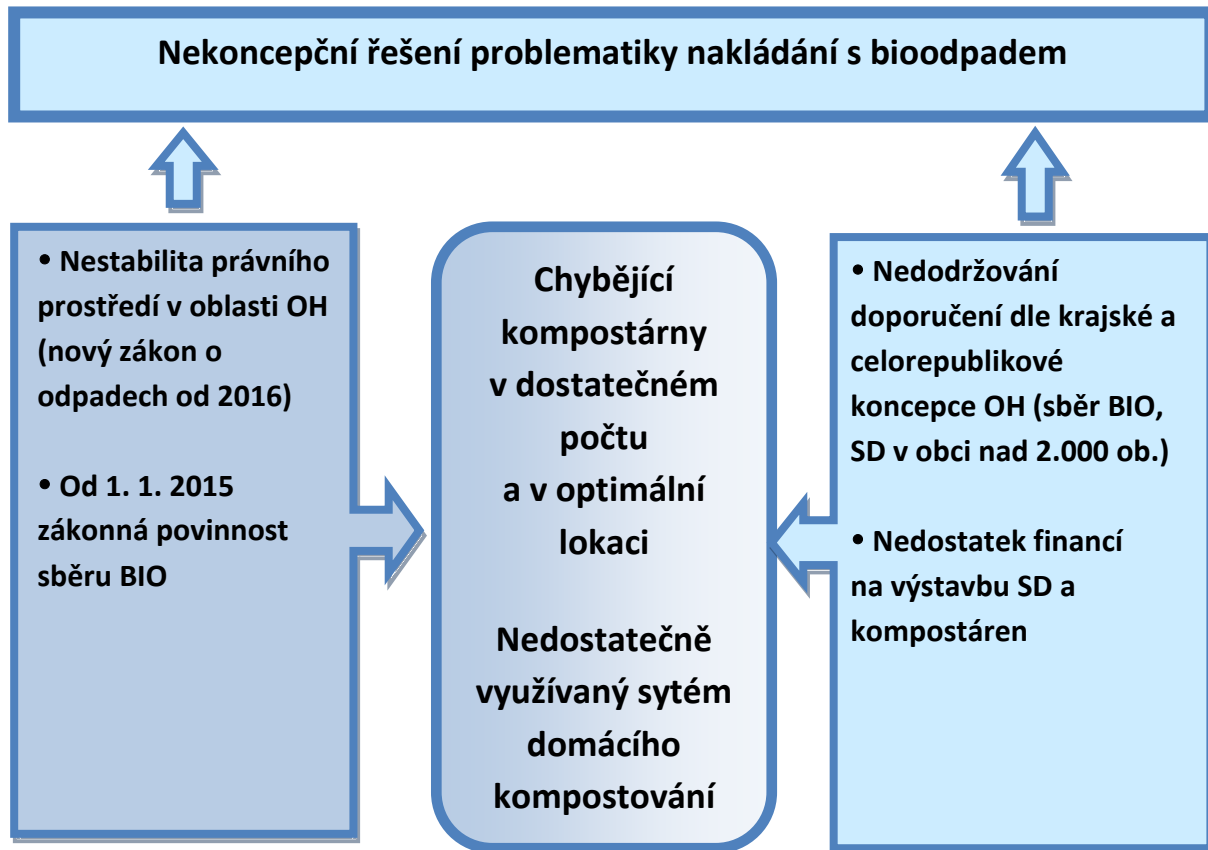 Nekoncepční řešení problematiky nakládání s bioodpadem
• Nestabilita právního
prostředí v oblasti OH
(nový zákon o
odpadech od 2016)
• Od 1. 1. 2015
zákonná povinnost
sběru BIO
Chybějící
kompostárny
v dostatečném
počtu
a v optimální
lokaci
Nedostatečně
využívaný sytém
domácího
kompostování
• Nedodržování
doporučení dle krajské a
celorepublikové
koncepce OH (sběr BIO,
SD v obci nad 2.000 ob.)
• Nedostatek financí
na výstavbu SD a
kompostáren